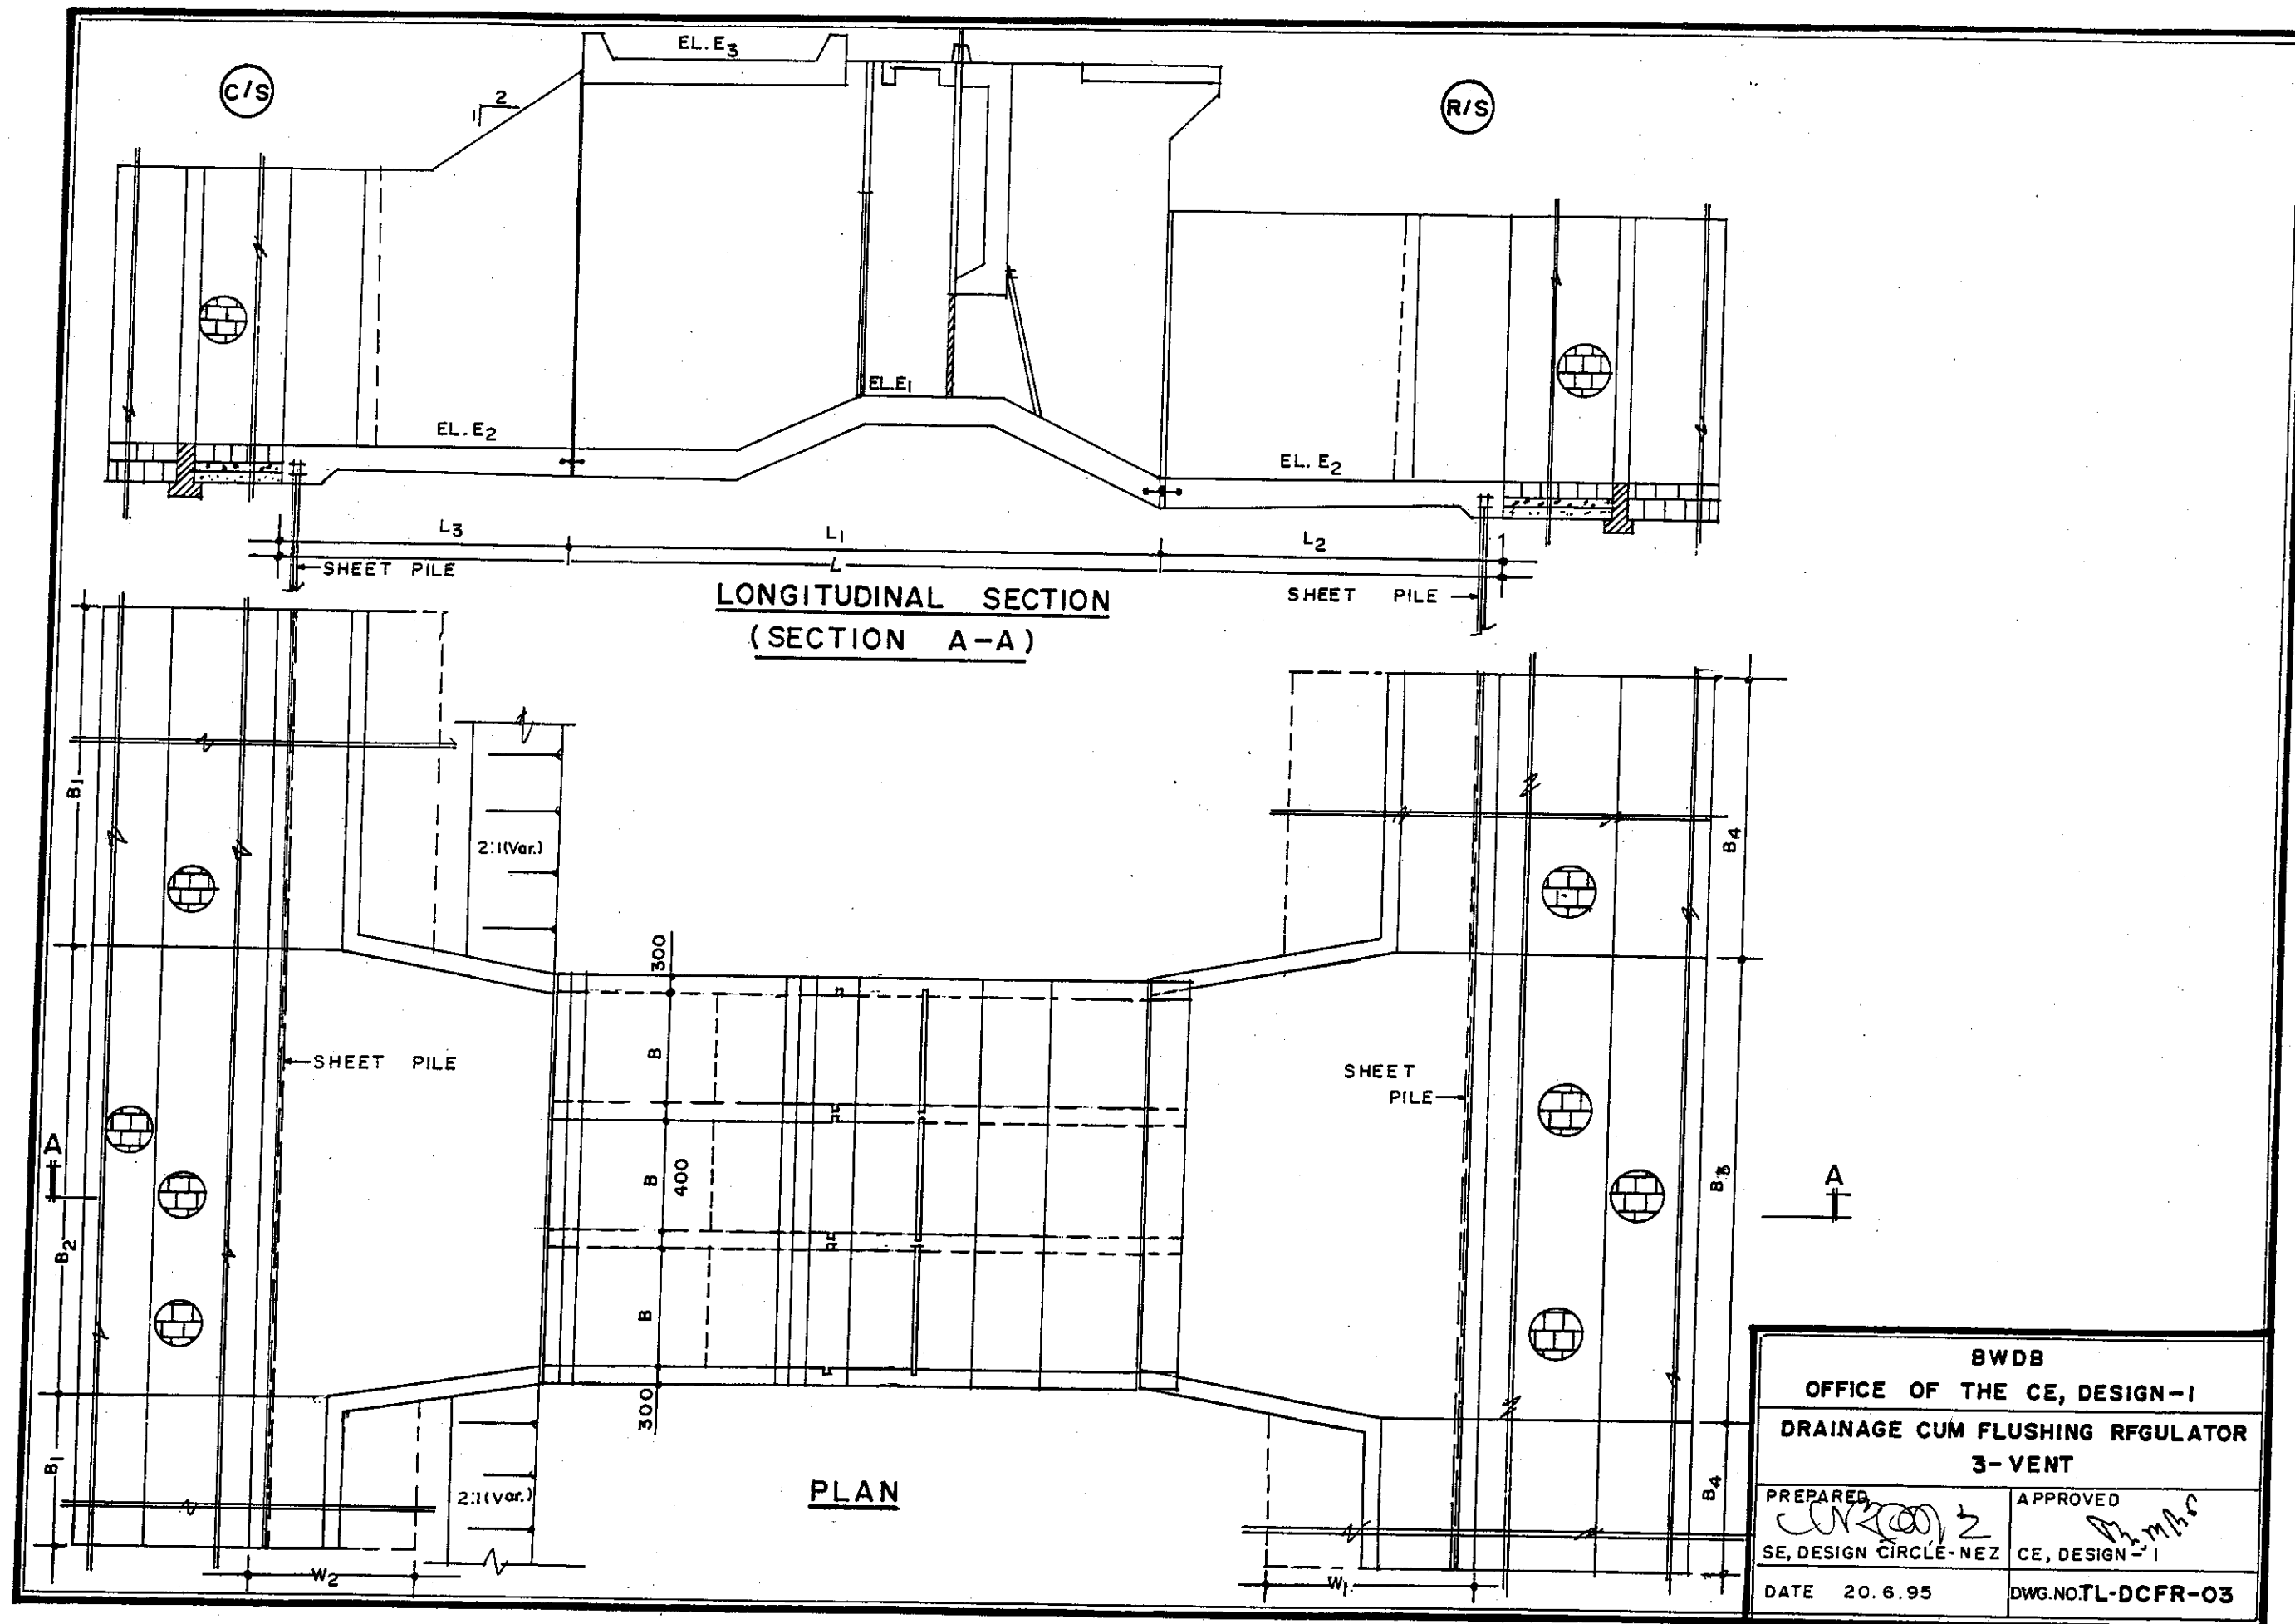 EL.E3
C/S
R/S
1
2
EL.E1
EL.E2
EL.E2
L3
L1
L2
L
SHEET PILE
SHEET PILE
LONGITUDINAL SECTION
(SECTION A-A)
B1
2:1(Var.)
B4
300
B
SHEET PILE
SHEET
PILE
A
B
400
B3
A
B2
B
300
B1
2:1(Var.)
PLAN
B4
W2
W1
BWDB
OFFICE OF THE CE, DESIGN-1
DRAINAGE CUM FLUSHING RFGULATOR
3-VENT
PREPARED
APPROVED
SE, DESIGN CIRCLE-NEZ
CE, DESIGN-1
DATE 20.6.95
DWG.NO.TL-DCFR-03